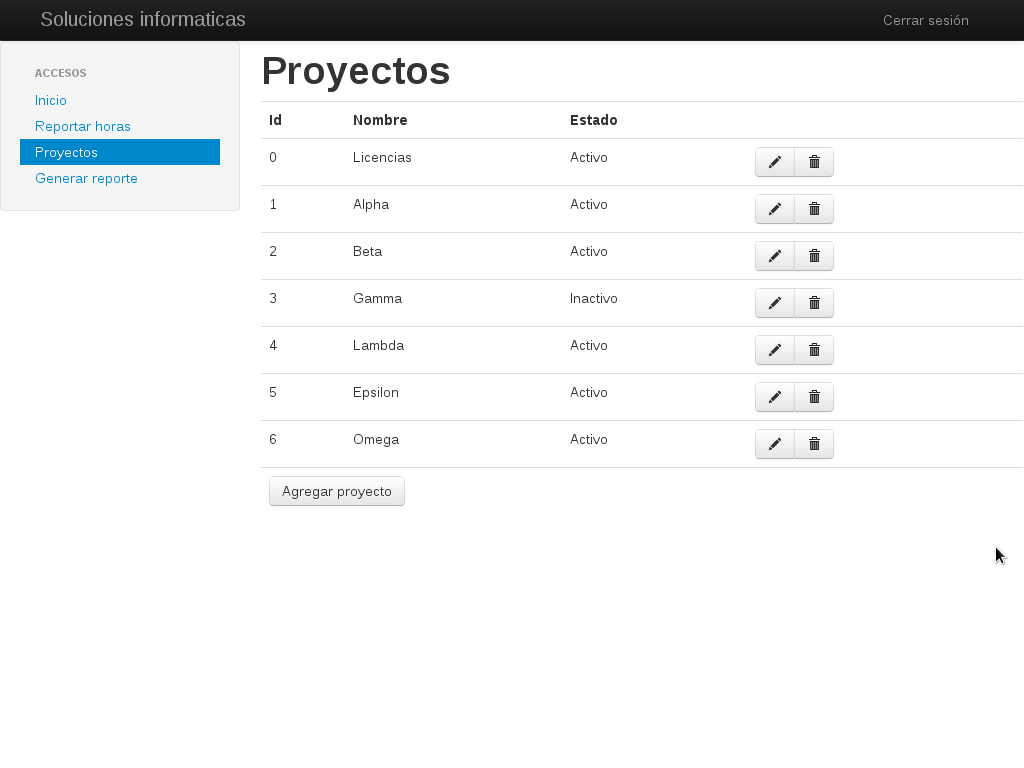 Soluciones informaticas Cerrar sesión
ACCESOS
Inicio
Reportar horas
Proyectos
Generar reporte
Proyectos
Id Nombre Estado
0 Licencias Activo
1 Alpha Activo
2 Beta Activo
3 Gamma Inactivo
4 Lambda Activo
5 Epsilon Activo
6 Omega Activo
Agregar proyecto